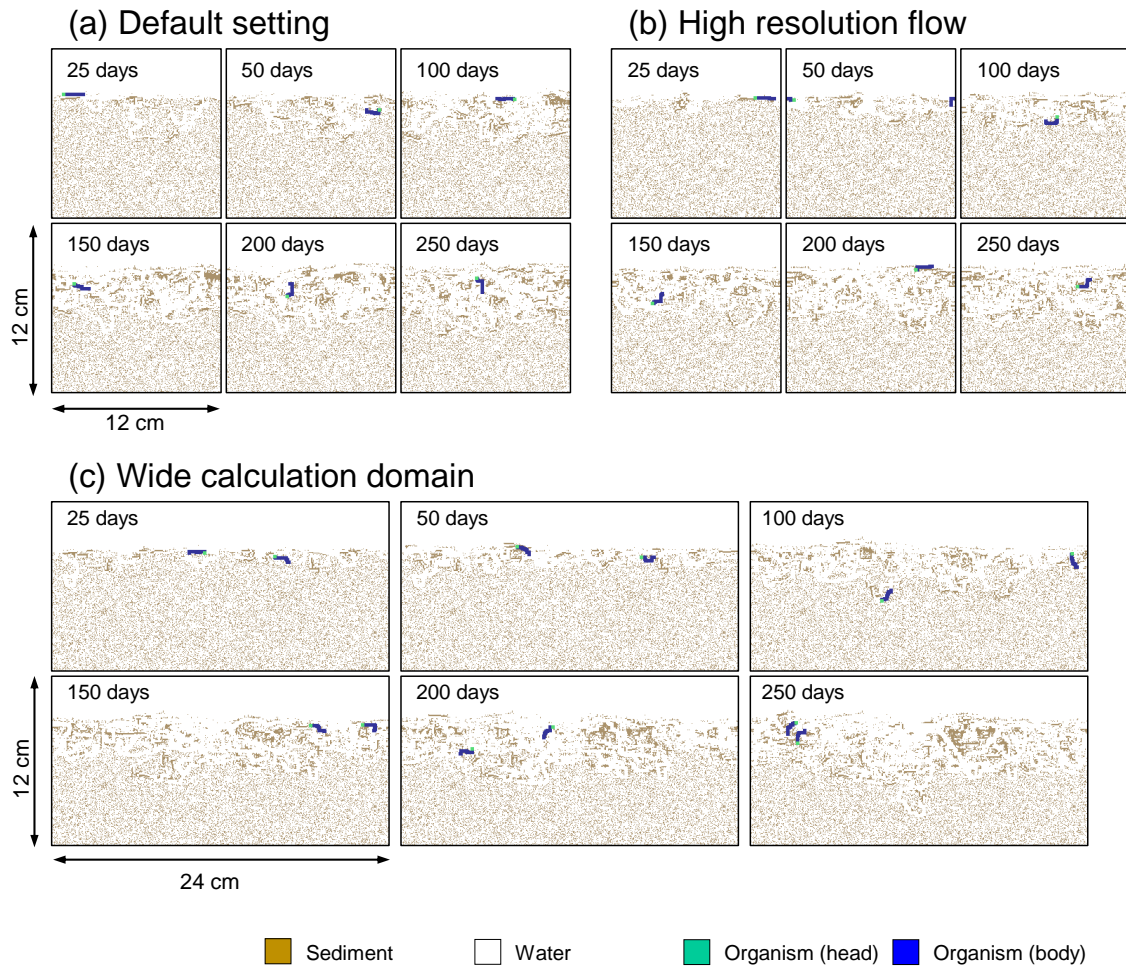 (a) Default setting
(b) High resolution flow
25 days
50 days
100 days
25 days
50 days
100 days
150 days
200 days
250 days
150 days
200 days
250 days
12 cm
12 cm
(c) Wide calculation domain
25 days
50 days
100 days
150 days
200 days
250 days
12 cm
24 cm
Sediment
Water
Organism (head)
Organism (body)